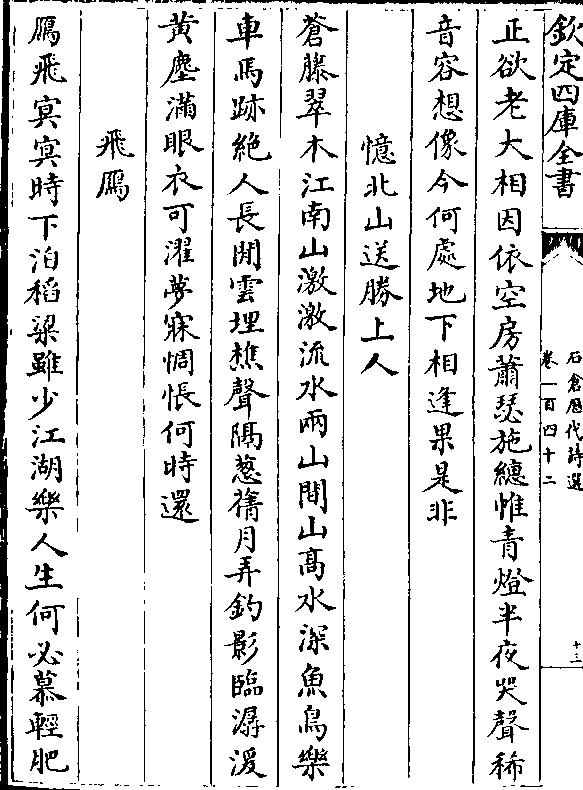 欽定四庫全書
石倉歴代詩選
卷一百四十二
十三
正欲老大相因依空房蕭瑟施繐帷青燈半夜哭聲稀
音容想像今何處地下相逢果是非
憶北山送勝上人
蒼藤翠木江南山激激流水兩山間山髙水深魚鳥樂
車馬跡絶人長閒雲埋樵聲隔葱蒨月弄釣影臨潺湲
黄塵滿眼衣可濯夢寐惆悵何時還
飛鴈
鴈飛冥冥時下泊稻粱雖少江湖樂人生何必慕輕肥